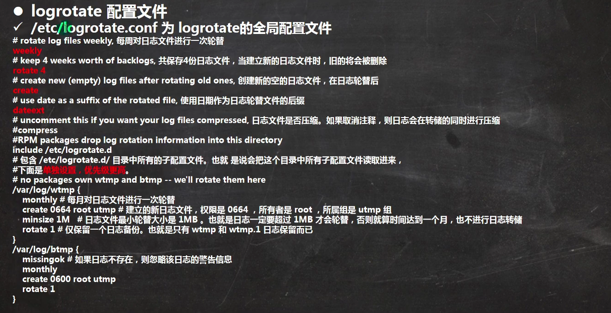 ● logrotate 配置文件
✓ /etc/logrotate.conf 为 logrotate的全局配置文件
# rotate log files weekly, 每周对日志文件进行一次轮替
weekly
# keep 4 weeks worth of backlogs, 共保存4份日志文件，当建立新的日志文件时，旧的将会被删除
rotate 4
# create new (empty) log files after rotating old ones, 创建新的空的日志文件，在日志轮替后
create
# use date as a suffix of the rotated file, 使用日期作为日志轮替文件的后缀
dateext
# uncomment this if you want your log files compressed, 日志文件是否压缩。如果取消注释，则日志会在转储的同时进行压缩
#compress
#RPM packages drop log rotation information into this directory
include /etc/logrotate.d
# 包含 /etc/logrotate.d/ 目录中所有的子配置文件。也就 是说会把这个目录中所有子配置文件读取进来，
#下面是单独设置，优先级更高。
# no packages own wtmp and btmp -- we'll rotate them here
/var/log/wtmp {
monthly # 每月对日志文件进行一次轮替
create 0664 root utmp # 建立的新日志文件，权限是 0664 ，所有者是 root ，所属组是 utmp 组
minsize 1M # 日志文件最小轮替大小是 1MB 。也就是日志一定要超过 1MB 才会轮替，否则就算时间达到一个月，也不进行日志转储
rotate 1 # 仅保留一个日志备份。也就是只有 wtmp 和 wtmp.1 日志保留而已
}
/var/log/btmp {
missingok # 如果日志不存在，则忽略该日志的警告信息
monthly
create 0600 root utmp
rotate 1
}